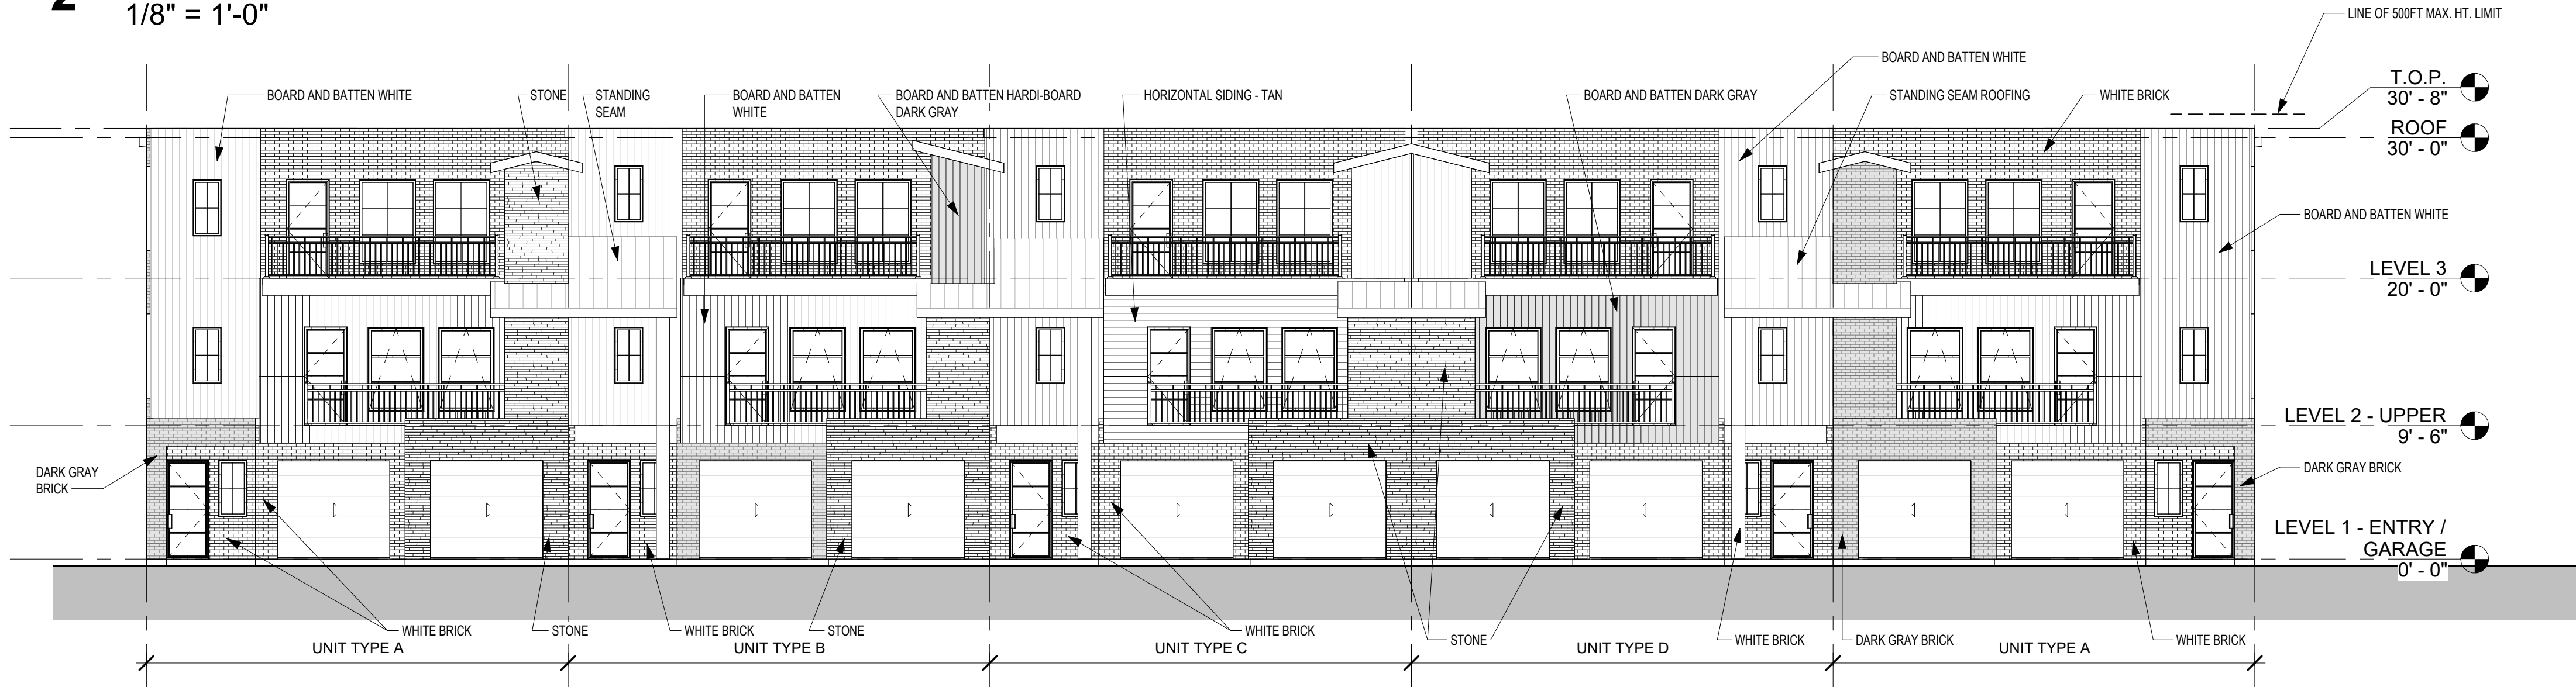 2
1/8" = 1'-0"
LINE OF 500FT MAX. HT. LIMIT
BOARD AND BATTEN WHITE
T.O.P.
30' - 8"
BOARD AND BATTEN WHITE
STONE
STANDING
SEAM
BOARD AND BATTEN
WHITE
BOARD AND BATTEN HARDI-BOARD
DARK GRAY
HORIZONTAL SIDING - TAN
BOARD AND BATTEN DARK GRAY
STANDING SEAM ROOFING
WHITE BRICK
ROOF
30' - 0"
BOARD AND BATTEN WHITE
LEVEL 3
20' - 0"
LEVEL 2 - UPPER
9' - 6"
DARK GRAY
BRICK
DARK GRAY BRICK
LEVEL 1 - ENTRY /
GARAGE
0' - 0"
WHITE BRICK
STONE
WHITE BRICK
STONE
WHITE BRICK
STONE
WHITE BRICK
DARK GRAY BRICK
WHITE BRICK
UNIT TYPE A
UNIT TYPE B
UNIT TYPE C
UNIT TYPE D
UNIT TYPE A